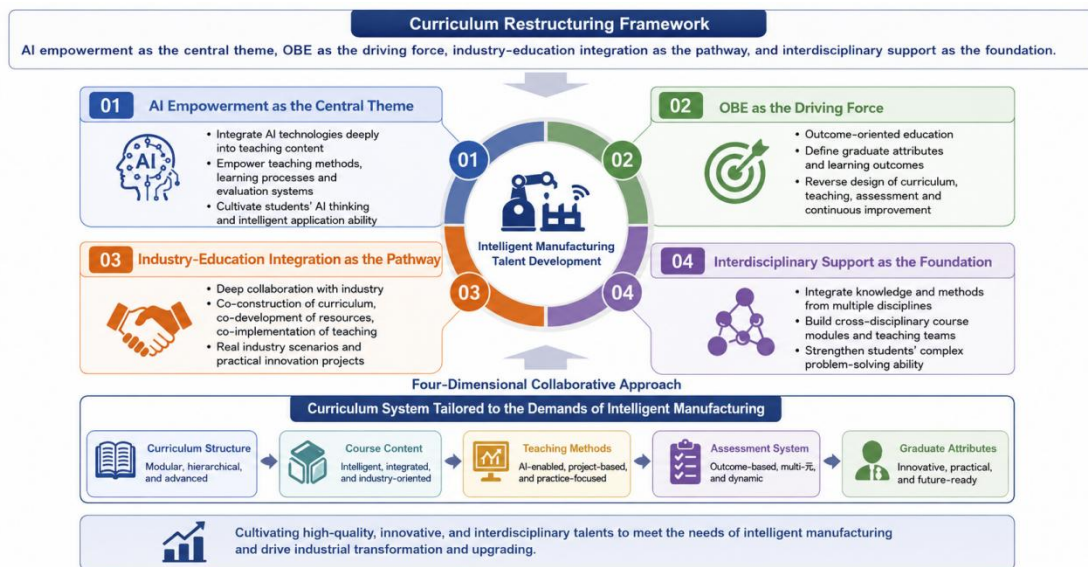 Curriculum Restructuring Framework
AI empowerment as the central theme, OBE as the driving force, industry-education integration as the pathway, and interdisciplinary support as the foundation.
01
AI Empowerment as the Central Theme
AI
• Integrate AI technologies deeply
into teaching content
• Empower teaching methods,
learning processes and
evaluation systems
• Cultivate students' AI thinking
and intelligent application ability
02
OBE as the Driving Force
• Outcome-oriented education
• Define graduate attributes
and learning outcomes
• Reverse design of curriculum,
teaching, assessment and
continuous improvement
01
02
Intelligent Manufacturing
Talent Development
03
04
03
Industry-Education Integration as the Pathway
• Deep collaboration with industry
• Co-construction of curriculum,
co-development of resources,
co-implementation of teaching
• Real industry scenarios and
practical innovation projects
04
Interdisciplinary Support as the Foundation
• Integrate knowledge and methods
from multiple disciplines
• Build cross-disciplinary course
modules and teaching teams
• Strengthen students' complex
problem-solving ability
Four-Dimensional Collaborative Approach
Curriculum System Tailored to the Demands of Intelligent Manufacturing
Curriculum Structure
Modular, hierarchical,
and advanced
Course Content
Intelligent, integrated,
and industry-oriented
Teaching Methods
AI-enabled, project-based,
and practice-focused
Assessment System
Outcome-based, multi-元,
and dynamic
Graduate Attributes
Innovative, practical,
and future-ready
Cultivating high-quality, innovative, and interdisciplinary talents to meet the needs of intelligent manufacturing
and drive industrial transformation and upgrading.